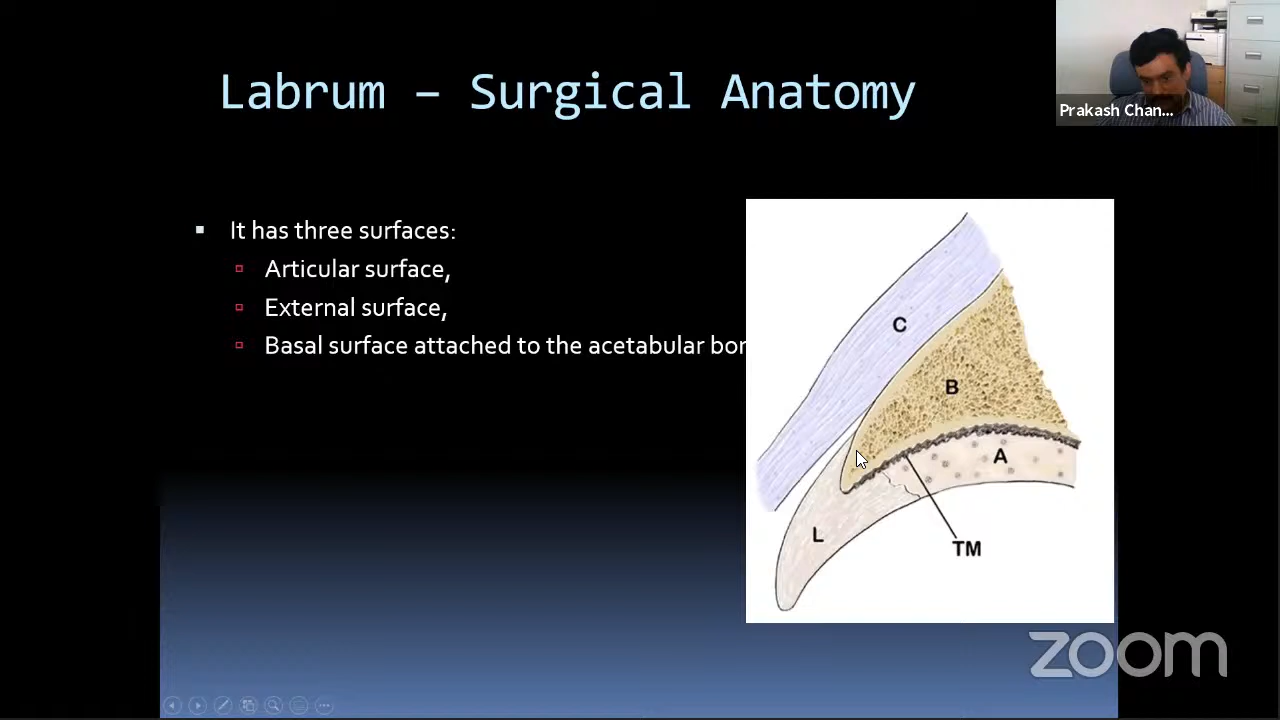 Labrum – Surgical Anatomy
Prakash Chan...
It has three surfaces:
Articular surface,
External surface,
Basal surface attached to the acetabular bor
C
B
A
L
TM
zoom